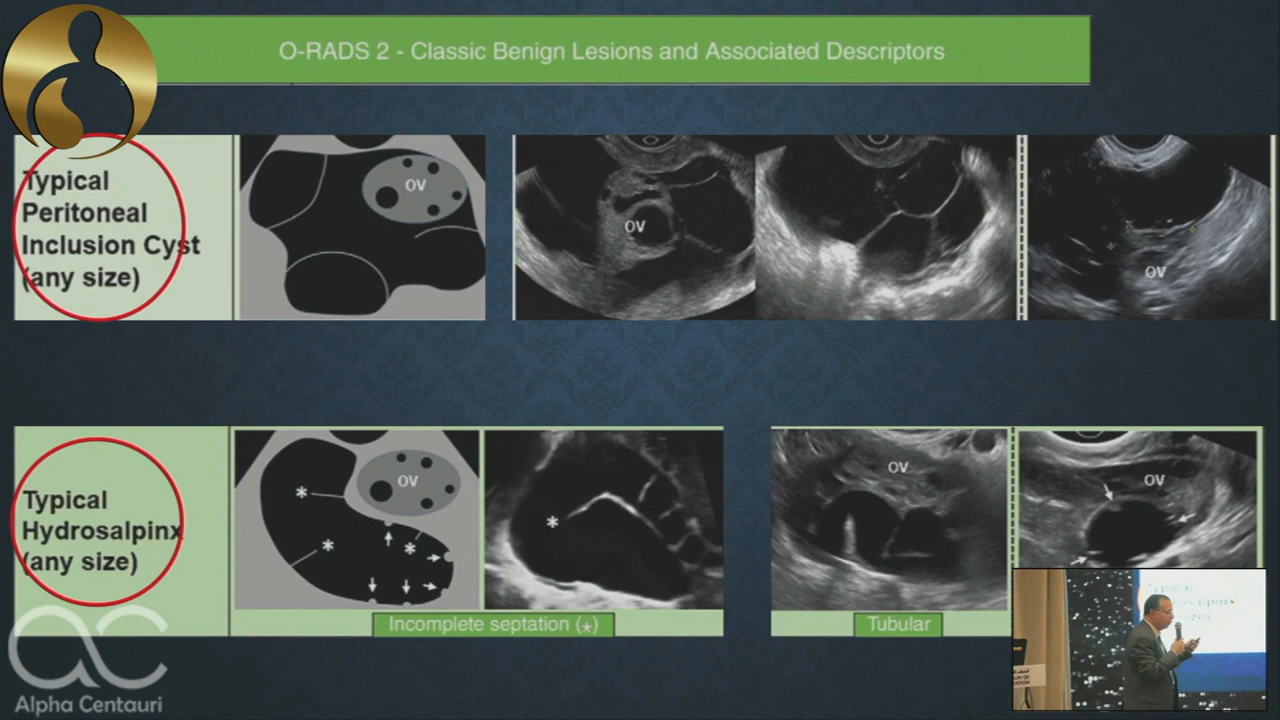 O-RADS 2 - Classic Benign Lesions and Associated Descriptors
Typical
Peritoneal
Inclusion Cyst
(any size)
OV
OV
OV
Typical
Hydrosalpinx
(any size)
*
*
*
OV
*
OV
OV
Incomplete septation (*)
Tubular
Alpha Centauri